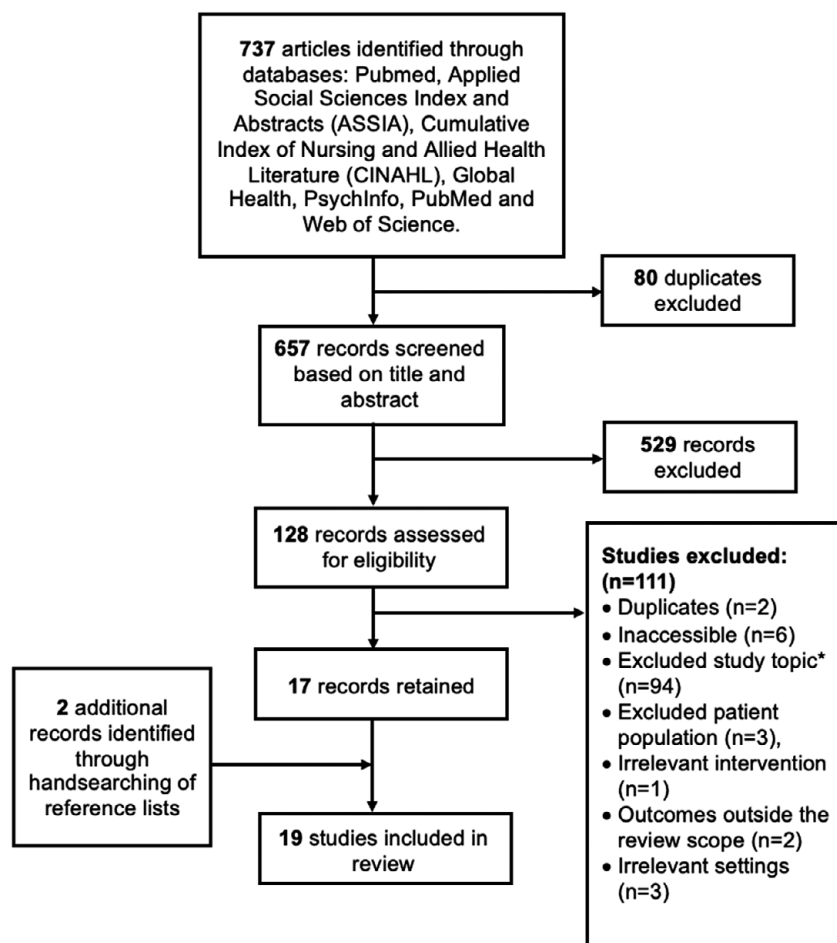 737 articles identified through
databases: Pubmed, Applied
Social Sciences Index and
Abstracts (ASSIA), Cumulative
Index of Nursing and Allied Health
Literature (CINAHL), Global
Health, PsychInfo, PubMed and
Web of Science.
80 duplicates
excluded
657 records screened
based on title and
abstract
529 records
excluded
128 records assessed
for eligibility
Studies excluded:
(n=111)
• Duplicates (n=2)
• Inaccessible (n=6)
• Excluded study topic*
(n=94)
• Excluded patient
population (n=3),
• Irrelevant intervention
(n=1)
• Outcomes outside the
review scope (n=2)
• Irrelevant settings
(n=3)
17 records retained
2 additional
records identified
through
handsearching of
reference lists
19 studies included in
review